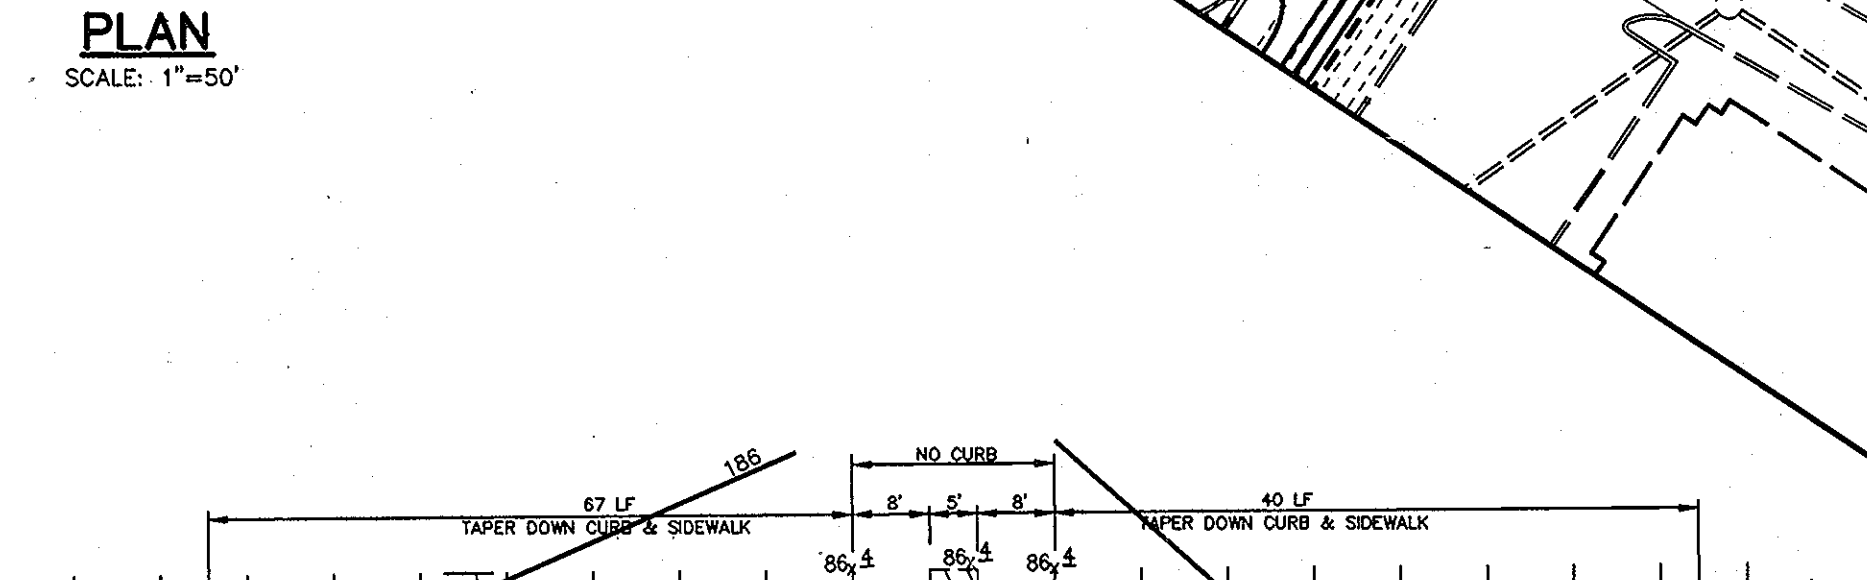 PLAN
SCALE: 1"=50'
186
NO CURB
67 LF
8' 5' 8'
40 LF
TAPER DOWN CURB & SIDEWALK
TAPER DOWN CURB & SIDEWALK
86x4 86x4 86x4